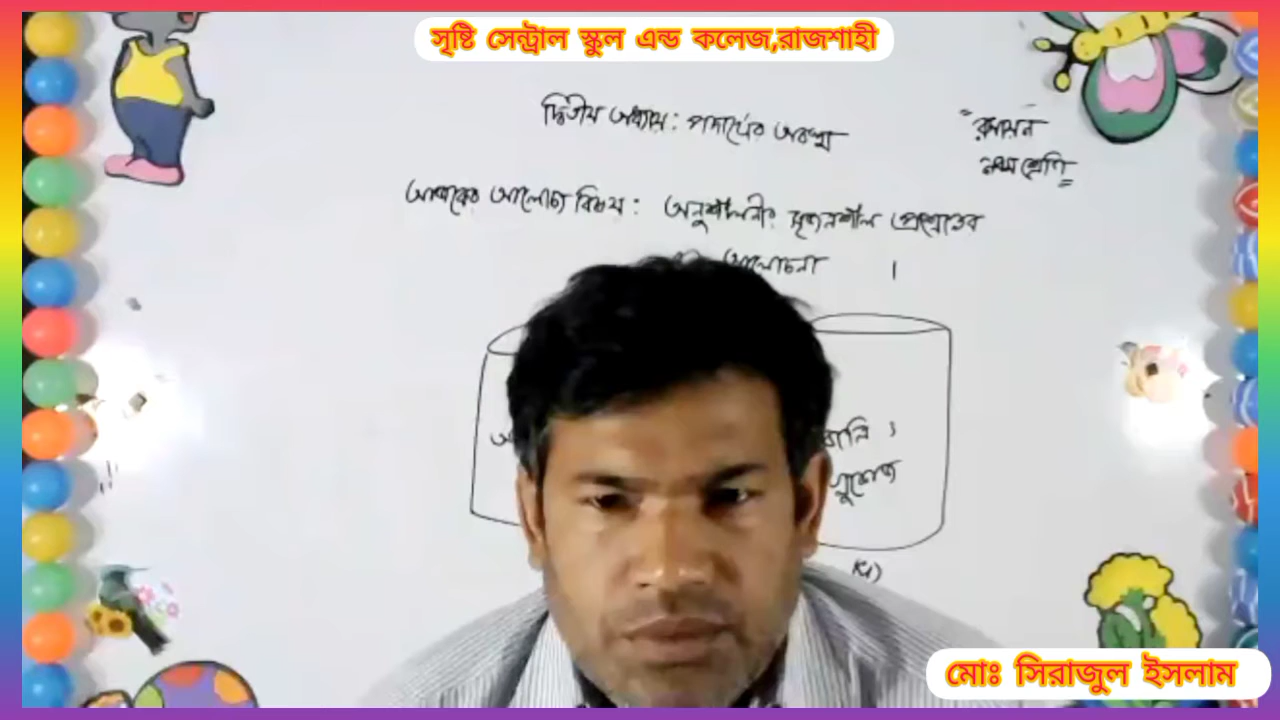 সৃষ্টি সেন্ট্রাল স্কুল এন্ড কলেজ,রাজশাহী
দ্বিতীয় অধ্যায় : পদার্থের অবস্থা
"রসায়ন
নবম শ্রেণি"
আজকের আলোচ্য বিষয় : অনুশীলনীর সৃজনশীল প্রশ্নোত্তর
আলোচনা ।
মোঃ সিরাজুল ইসলাম